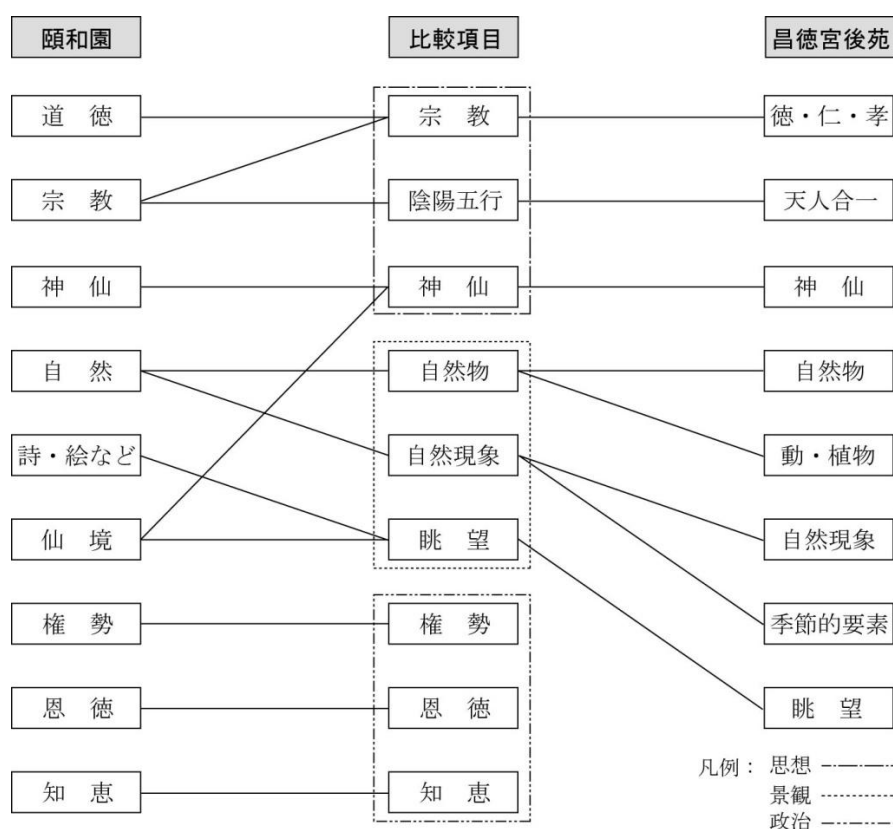 頤和園 比較項目 昌徳宮後苑
道徳 宗教 徳・仁・孝
宗教 陰陽五行 天人合一
神仙 神仙 神仙
自然 自然物 自然物
詩・絵など 自然現象 動・植物
仙境 眺望 自然現象
権勢 権勢 季節的要素
恩徳 恩徳 眺望
知恵 知恵
凡例： 思想
景観
政治